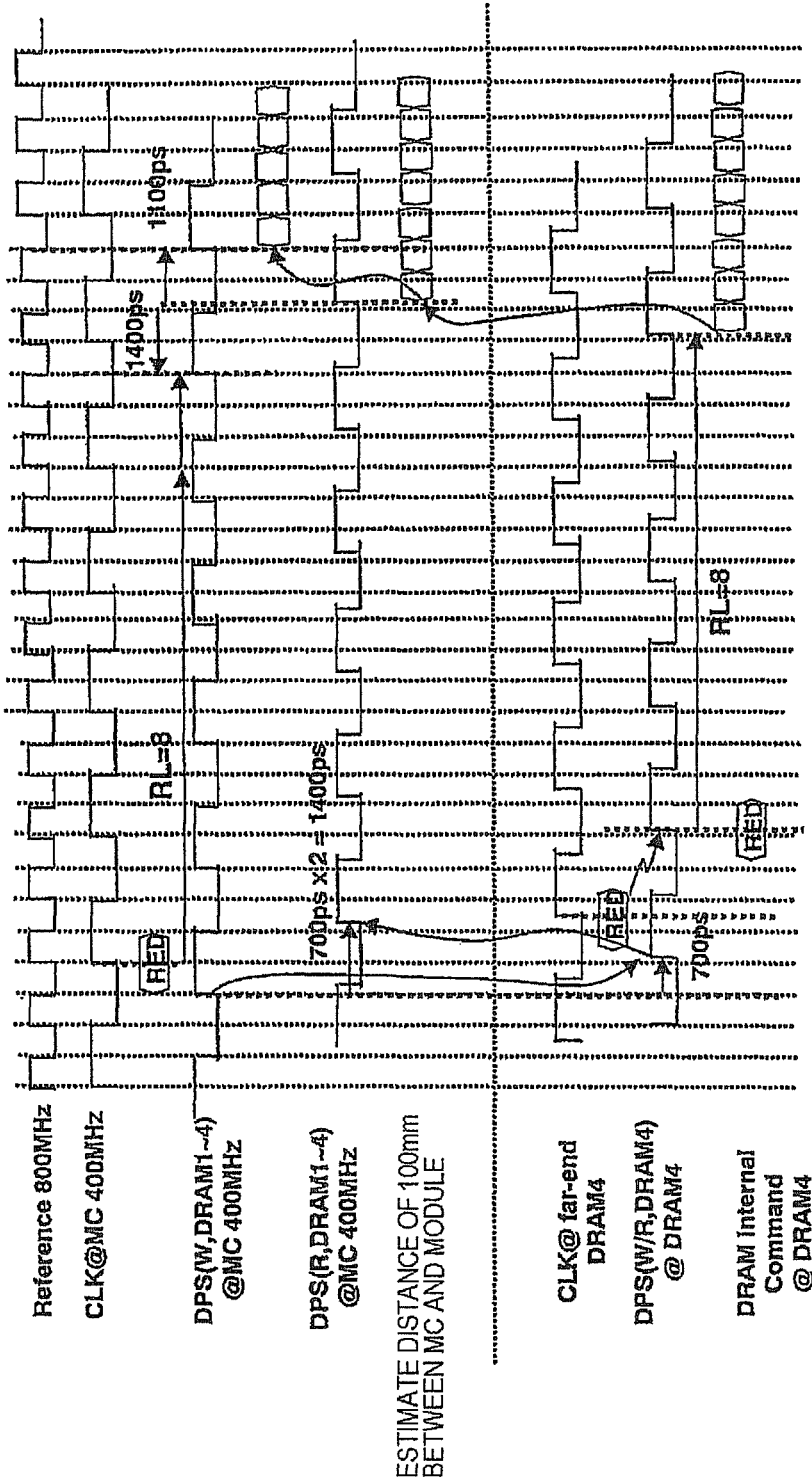 Reference 800MHz
CLK@MC 400MHz
DPS(W,DRAM1~4)
@MC 400MHz
DPS(R,DRAM1~4)
@MC 400MHz
ESTIMATE DISTANCE OF 100mm
BETWEEN MC AND MODULE
CLK@ far-end
DRAM4
DPS(W/R,DRAM4)
@ DRAM4
DRAM Internal
Command
@ DRAM4
RED
RL=8
1400ps
1100ps
700ps x 2 = 1400ps
RED
700ps
RED
RL=8